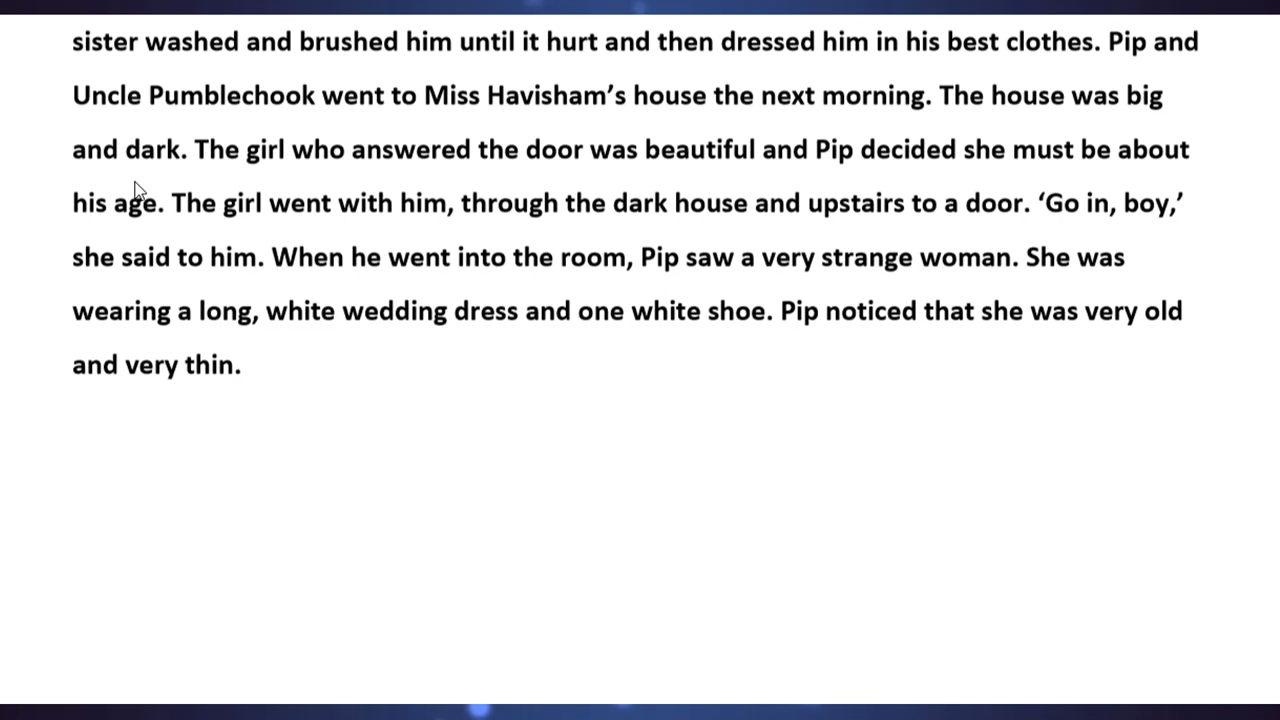 sister washed and brushed him until it hurt and then dressed him in his best clothes. Pip and
Uncle Pumblechook went to Miss Havisham’s house the next morning. The house was big
and dark. The girl who answered the door was beautiful and Pip decided she must be about
his age. The girl went with him, through the dark house and upstairs to a door. ‘Go in, boy,’
she said to him. When he went into the room, Pip saw a very strange woman. She was
wearing a long, white wedding dress and one white shoe. Pip noticed that she was very old
and very thin.